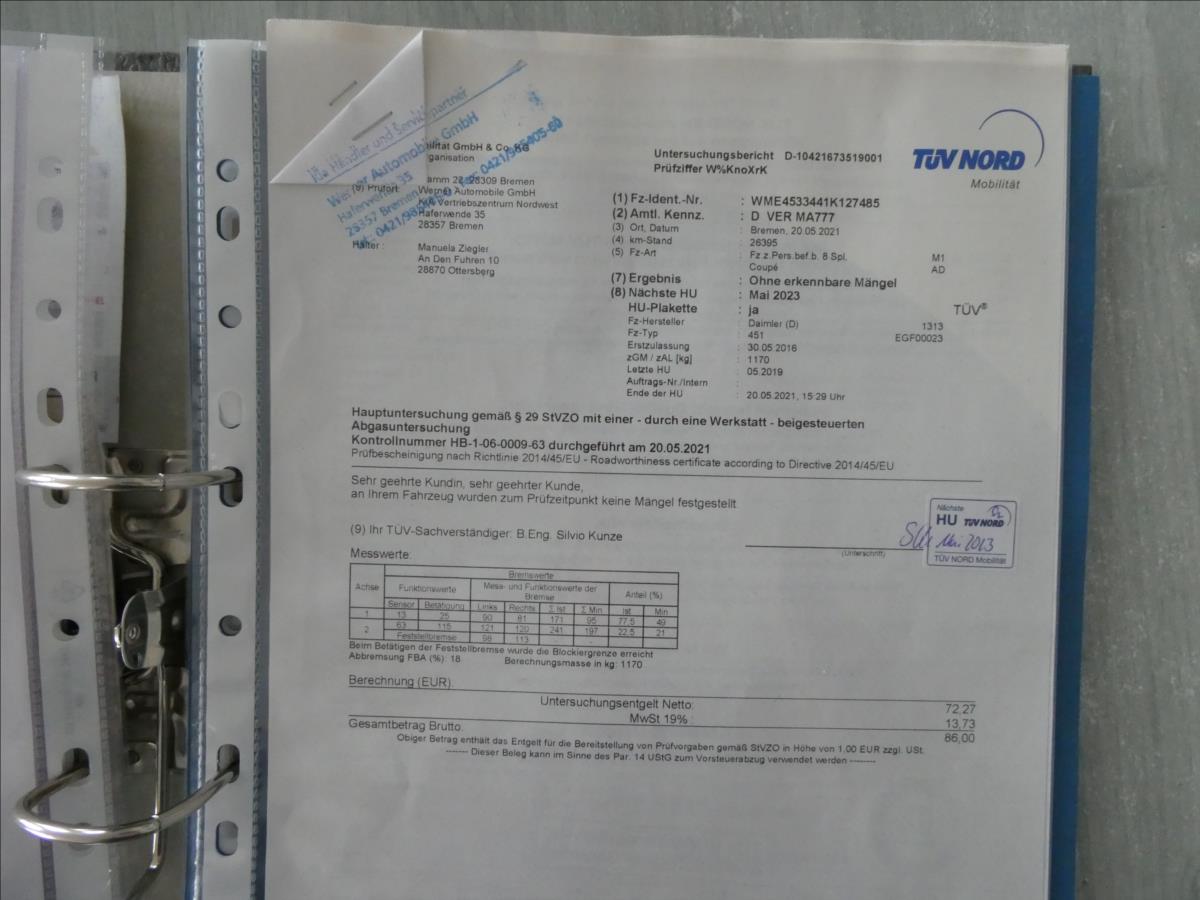 für Händler und Servicepartner
Werner Automobile GmbH
Haferwende 35
28357 Bremen
ilität GmbH & Co. KG
ganisation
amm 22, 28309 Bremen
(9) Prüfort: Werner Automobile GmbH
Vertriebszentrum Nordwest
Haferwende 35
28357 Bremen
Halter : Manuela Ziegler
An Den Fuhren 10
28870 Ottersberg
Untersuchungsbericht D-10421673519001
Prüfziffer W%KnoXrK
TÜV NORD
Mobilität
(1) Fz-Ident.-Nr. : WME4533441K127485
(2) Amtl. Kennz. : D VER MA777
(3) Ort, Datum : Bremen, 20.05.2021
(4) km-Stand : 26395
(5) Fz-Art : Fz.z.Pers.bef.b. 8 Spl. M1
Coupé AD
(7) Ergebnis : Ohne erkennbare Mängel
(8) Nächste HU : Mai 2023
HU-Plakette : ja TÜV®
Fz-Hersteller : Daimler (D) 1313
Fz-Typ : 451 EGF00023
Erstzulassung : 30.05.2016
zGM / zAL [kg] : 1170
Letzte HU : 05.2019
Auftrags-Nr./Intern :
Ende der HU : 20.05.2021, 15:29 Uhr
Hauptuntersuchung gemäß § 29 StVZO mit einer - durch eine Werkstatt - beigesteuerten
Abgasuntersuchung
Kontrollnummer HB-1-06-0009-63 durchgeführt am 20.05.2021
Prüfbescheinigung nach Richtlinie 2014/45/EU - Roadworthiness certificate according to Directive 2014/45/EU
Sehr geehrte Kundin, sehr geehrter Kunde,
an Ihrem Fahrzeug wurden zum Prüfzeitpunkt keine Mängel festgestellt.
(9) Ihr TÜV-Sachverständiger: B.Eng. Silvio Kunze
(Unterschrift)
Nächste
HU TÜV NORD
Mai 2023
TÜV NORD Mobilität
Messwerte:
Bremswerte
Achse Funktionswerte Mess- und Funktionswerte der Bremse Anteil (%)
Sensor Betätigung Links Rechts Σ Ist Σ Min Ist Min
1 13 25 90 81 171 95 77,5 49
2 63 115 121 120 241 197 22,5 21
Feststellbremse 98 113 - - - -
Beim Betätigen der Feststellbremse wurde die Blockiergrenze erreicht
Abbremsung FBA (%): 18 Berechnungsmasse in kg: 1170
Berechnung (EUR):
Untersuchungsentgelt Netto: 72,27
MwSt 19% : 13,73
Gesamtbetrag Brutto: 86,00
Obiger Betrag enthält das Entgelt für die Bereitstellung von Prüfvorgaben gemäß StVZO in Höhe von 1,00 EUR zzgl. USt.
------- Dieser Beleg kann im Sinne des Par. 14 UStG zum Vorsteuerabzug verwendet werden --------